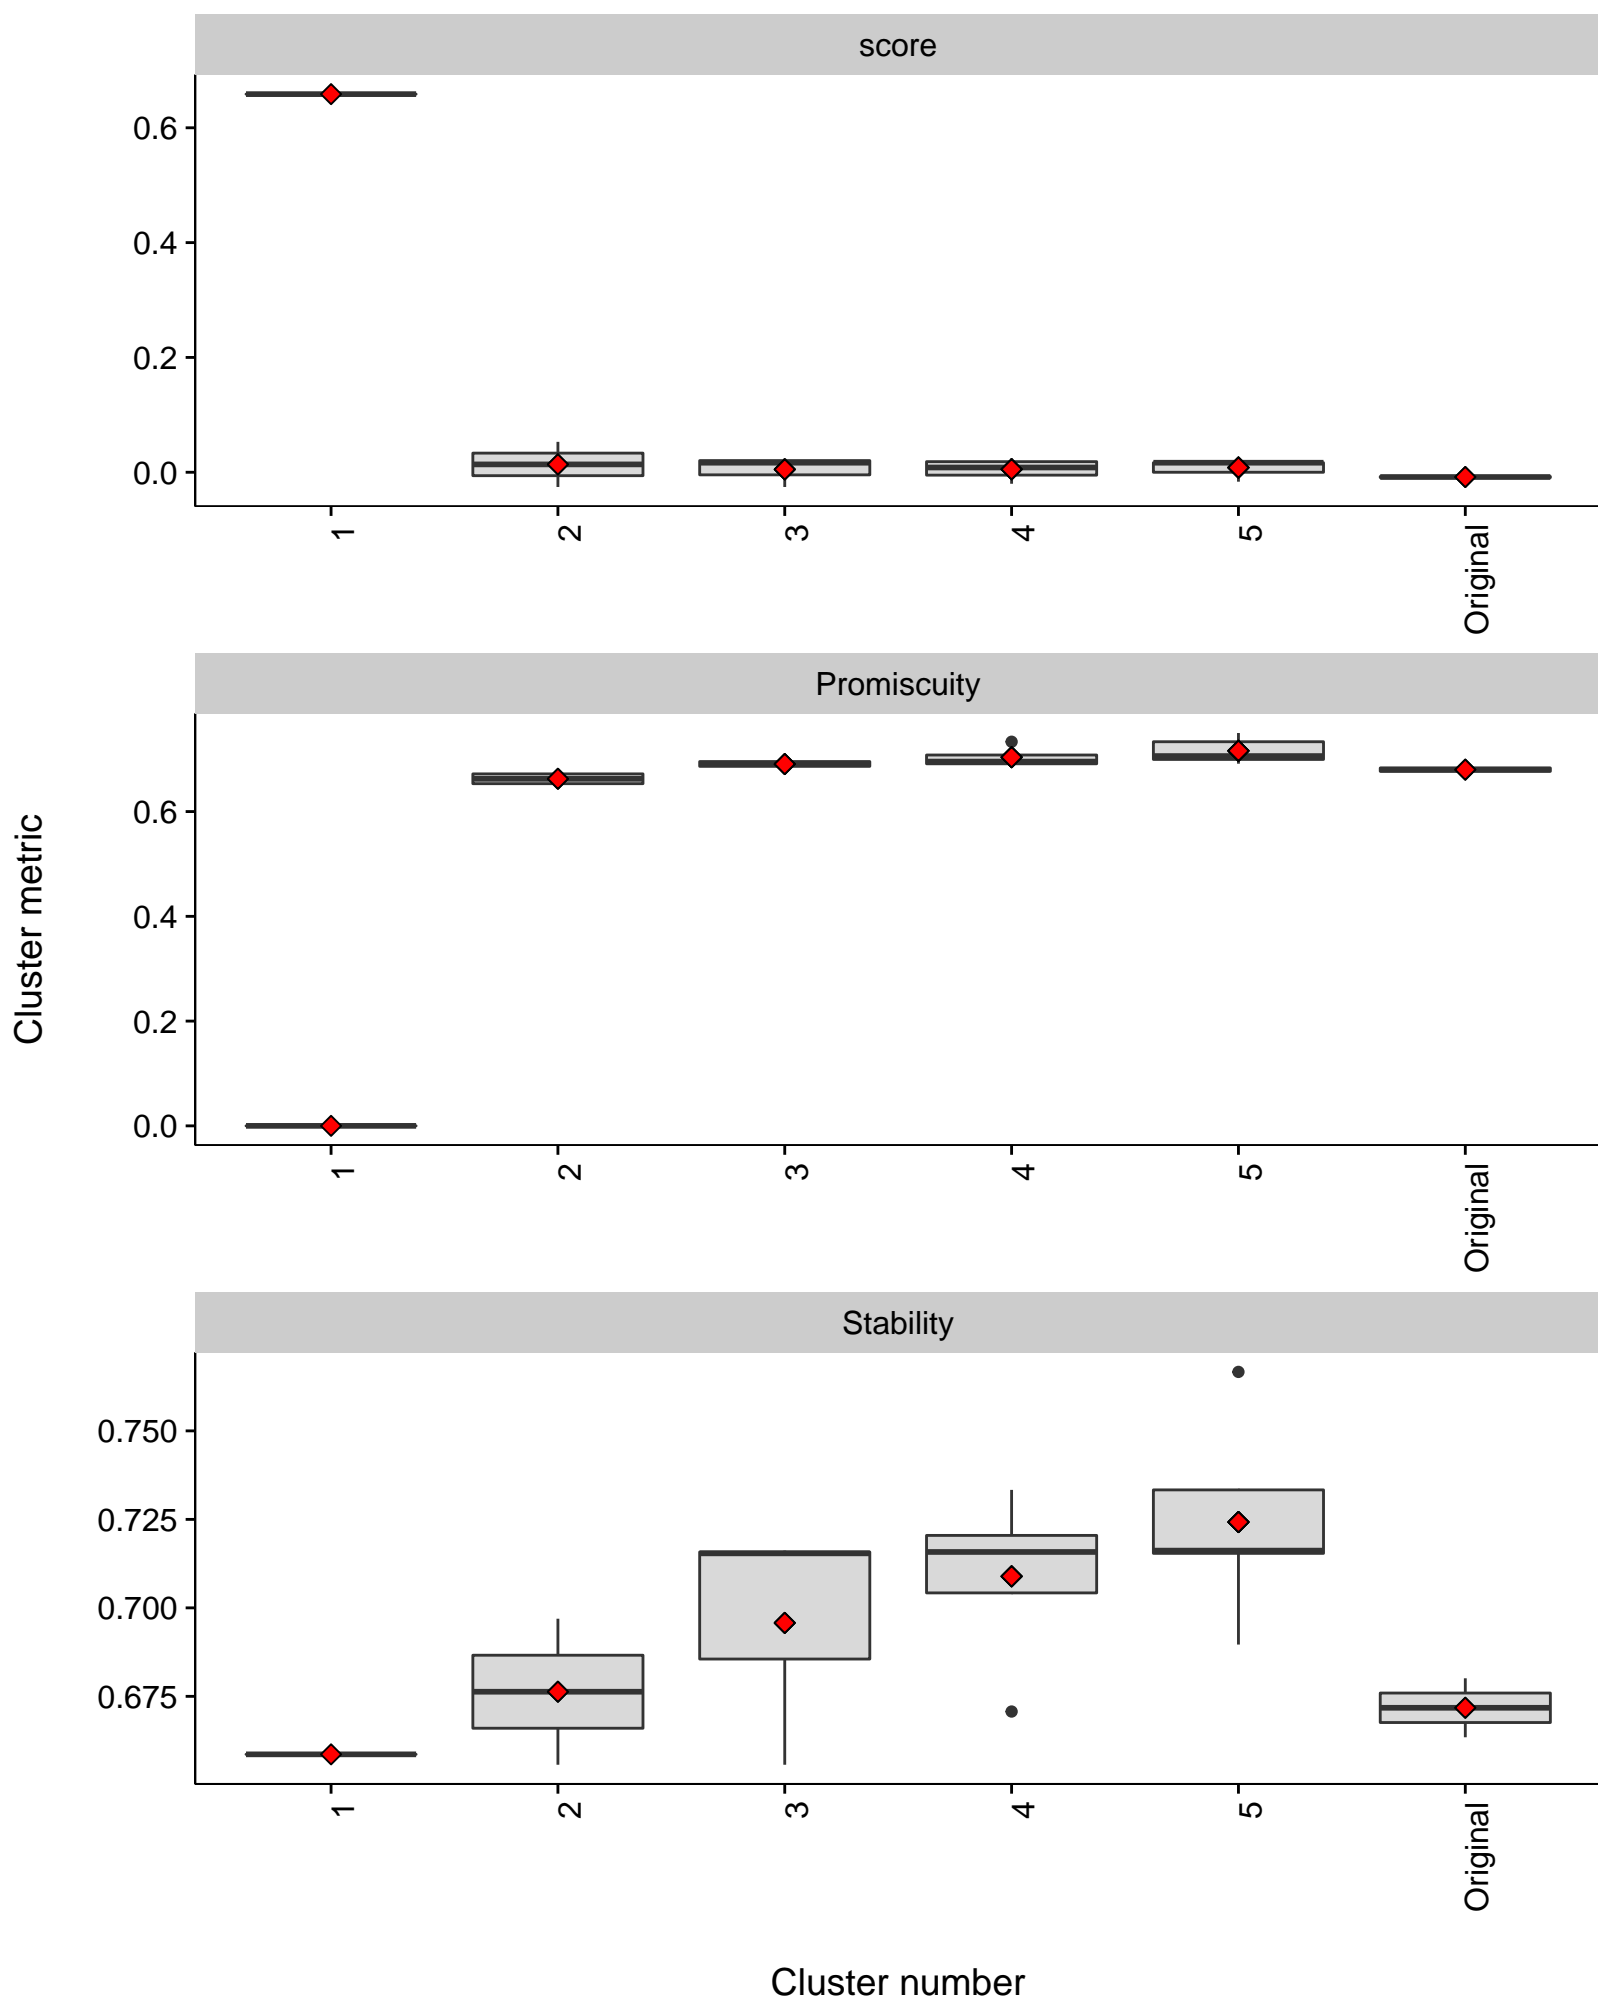 score
0.6
0.4
0.2
0.0
1 2 3 4 5 Original
Promiscuity
0.6
0.4
0.2
0.0
1 2 3 4 5 Original
Stability
0.750
0.725
0.700
0.675
1 2 3 4 5 Original
Cluster metric
Cluster number